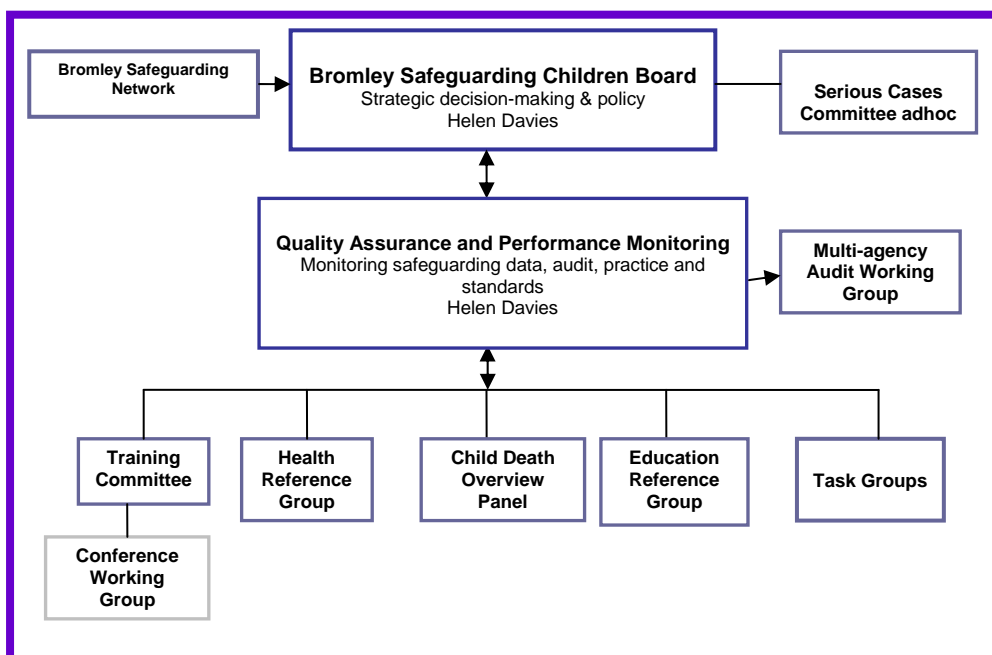 Bromley Safeguarding
Network
Bromley Safeguarding Children Board
Strategic decision-making & policy
Helen Davies
Serious Cases
Committee adhoc
Quality Assurance and Performance Monitoring
Monitoring safeguarding data, audit, practice and
standards
Helen Davies
Multi-agency
Audit Working
Group
Training
Committee
Health
Reference
Group
Child Death
Overview
Panel
Education
Reference
Group
Task Groups
Conference
Working
Group